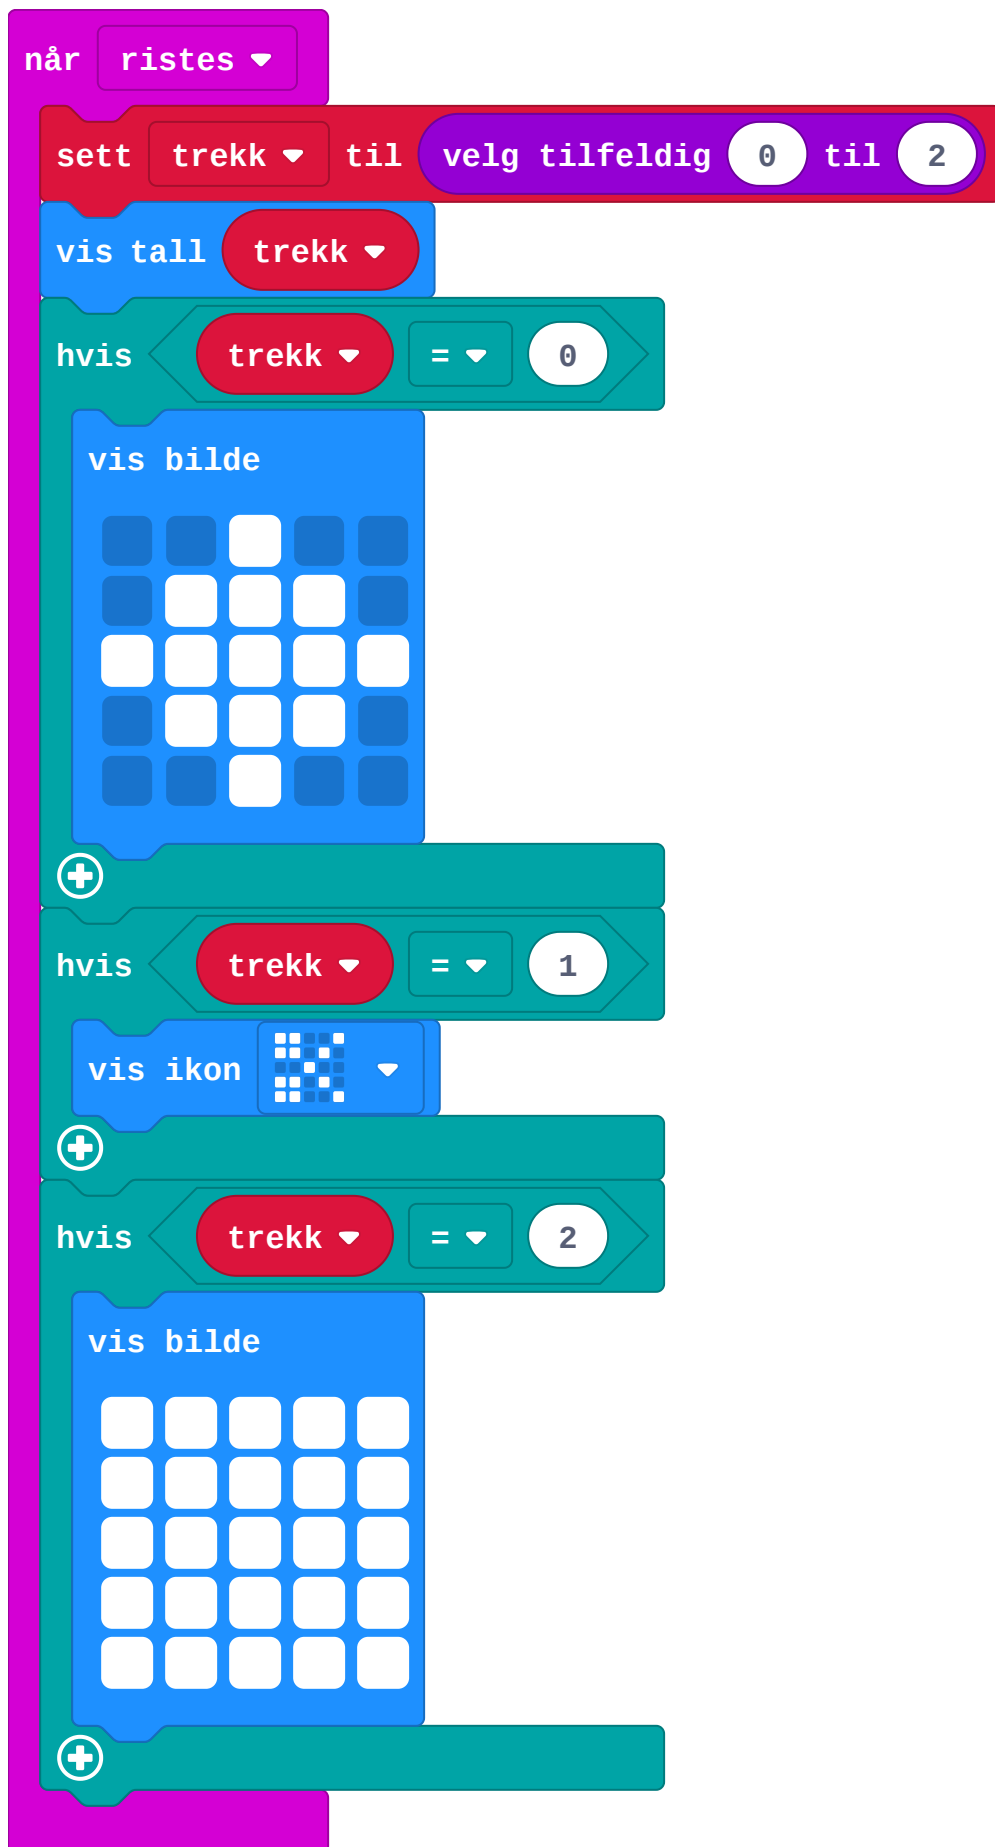 når ristes
sett trekk til velg tilfeldig 0 til 2
vis tall trekk
hvis trekk = 0
vis bilde
hvis trekk = 1
vis ikon
hvis trekk = 2
vis bilde